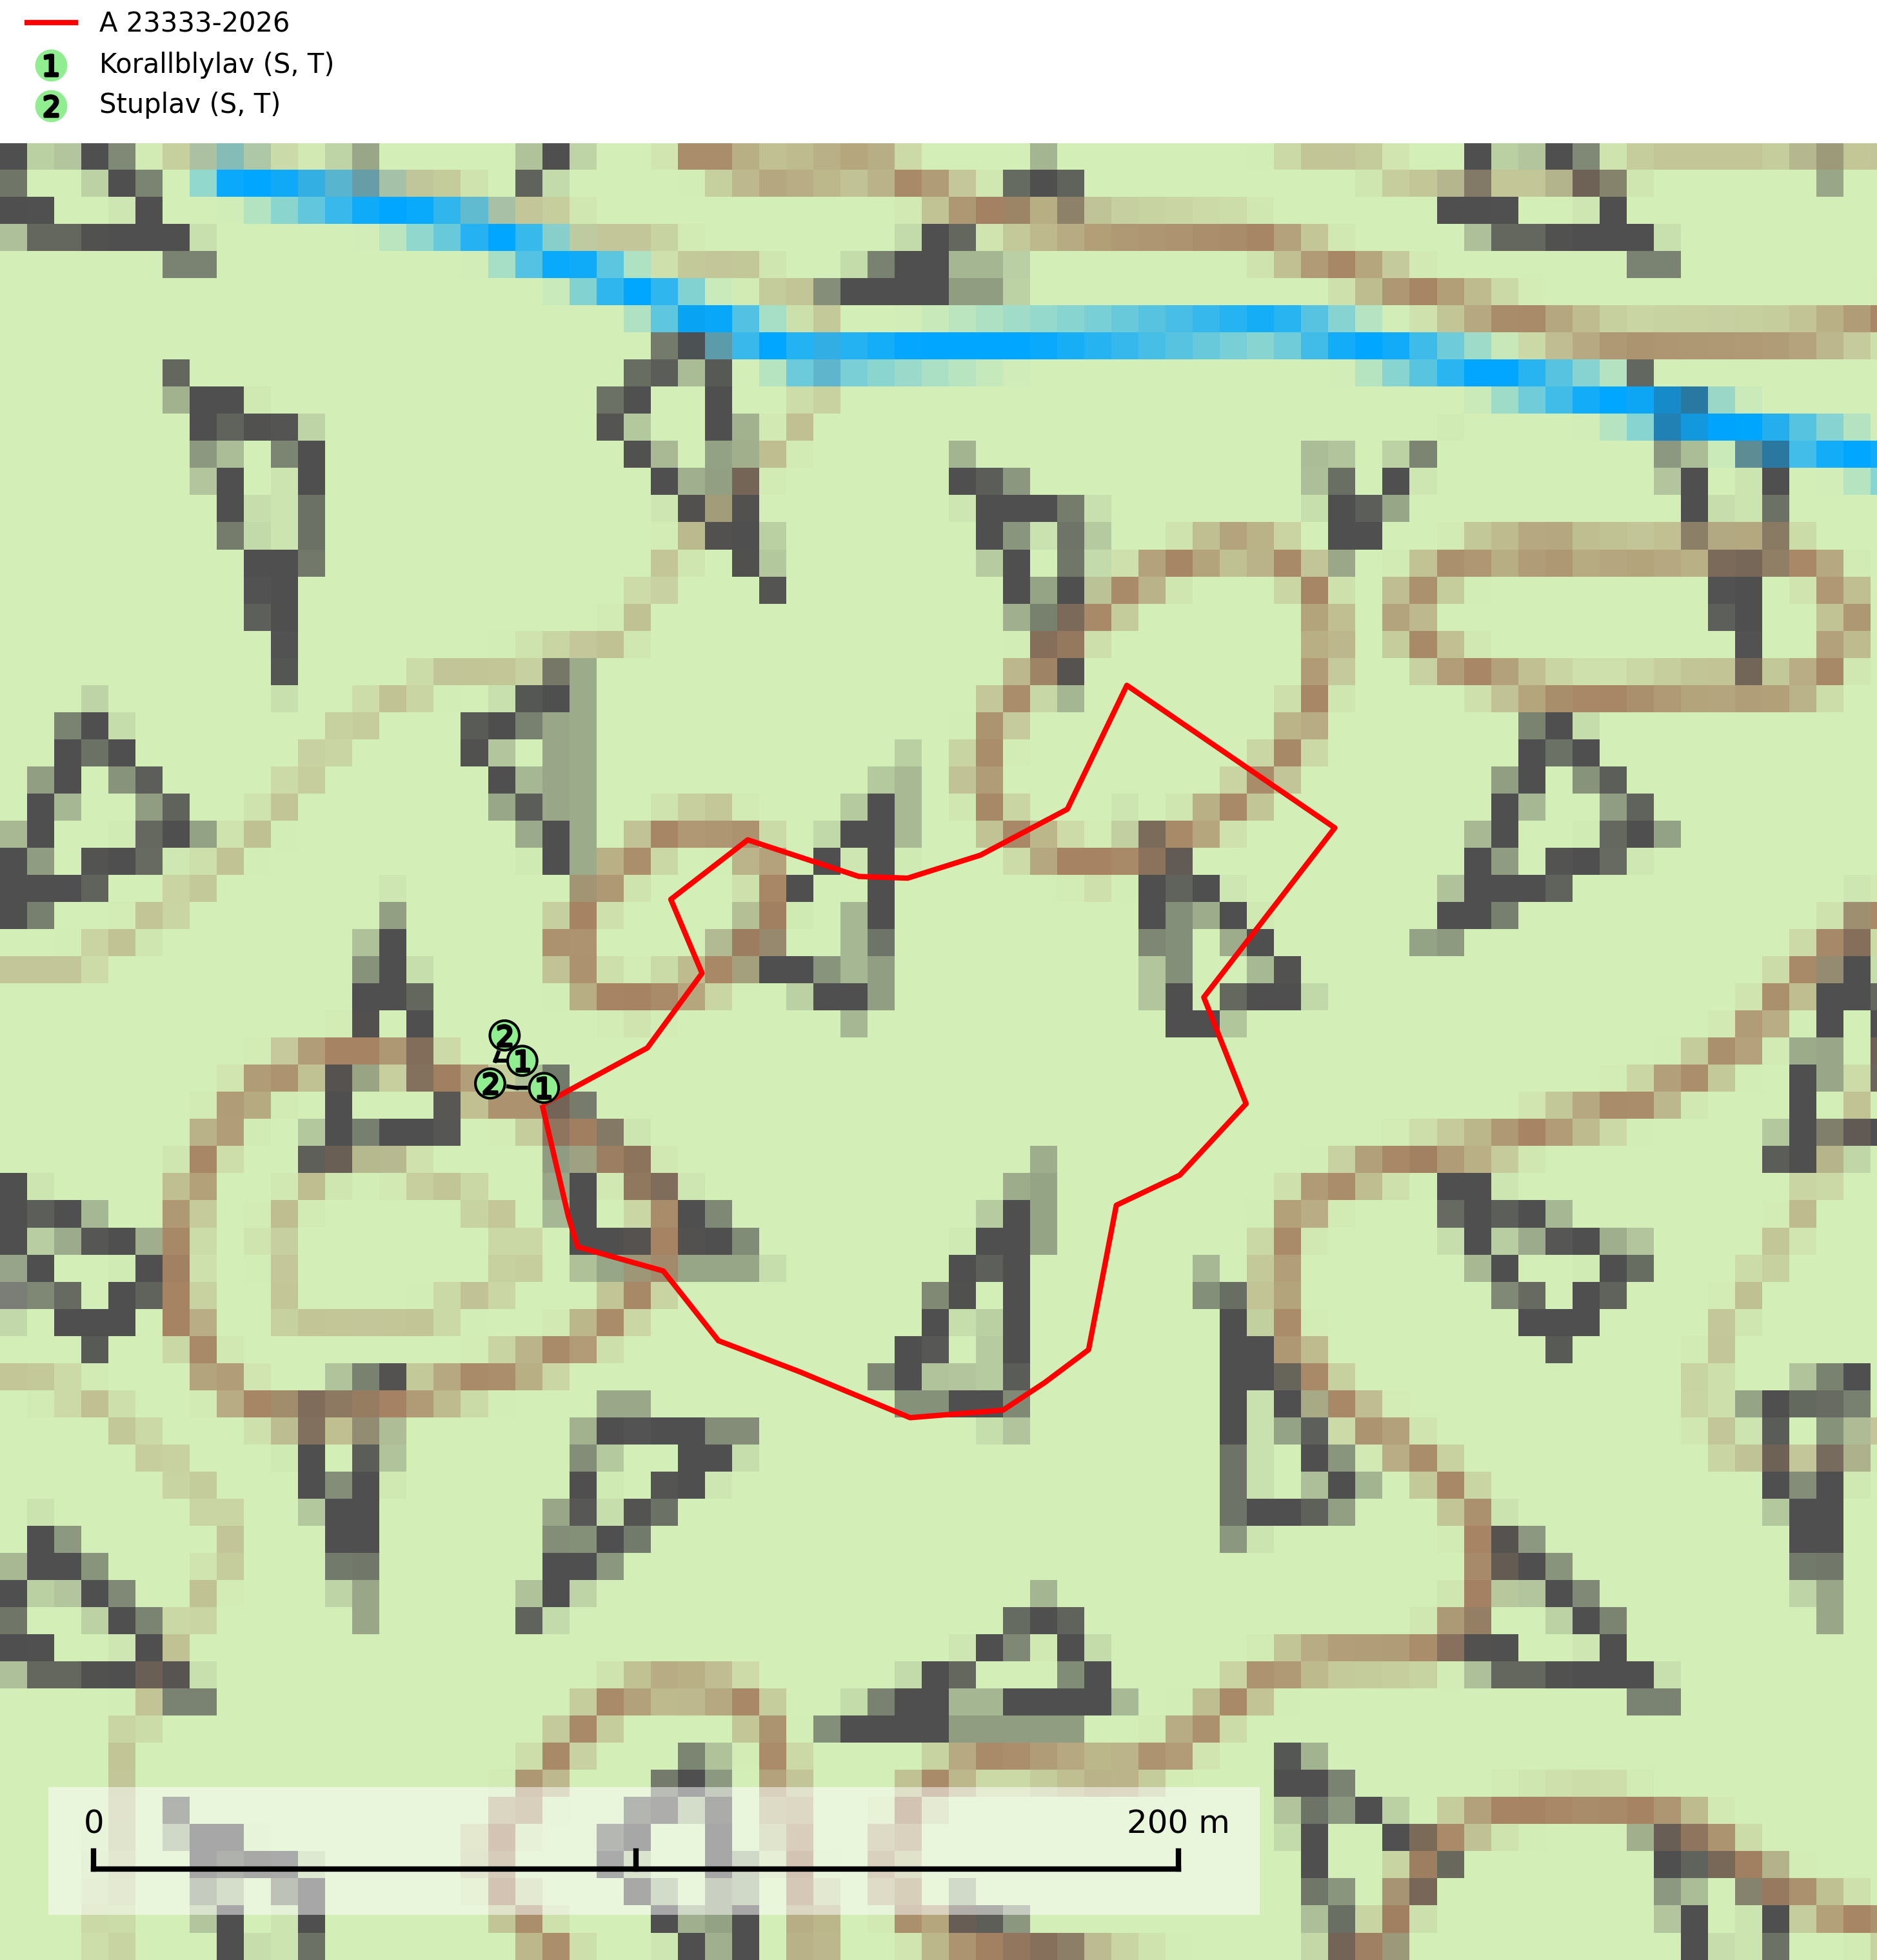 A 23333-2026
1 Korallblylav (S, T)
2 Stuplav (S, T)
2
1
2
1
0 200 m